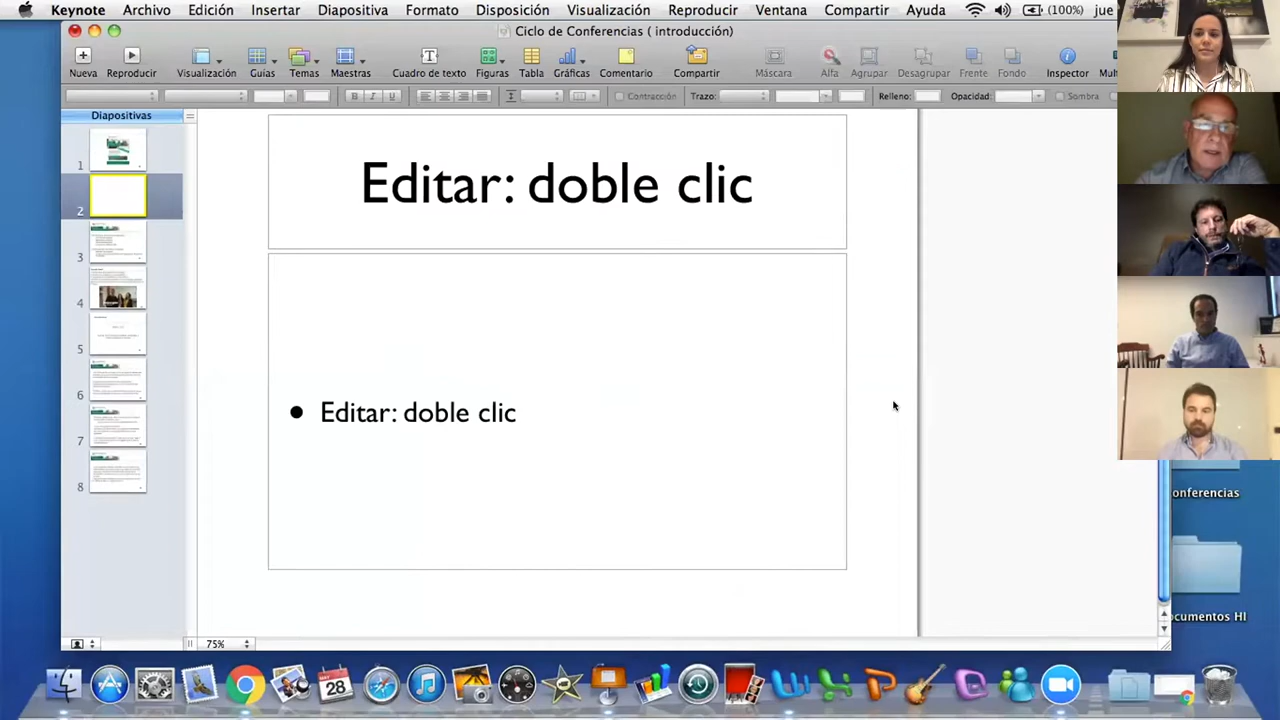 Keynote Archivo Edición Insertar Diapositiva Formato Disposición Visualización Reproducir Ventana Compartir Ayuda (100%) jue
Ciclo de Conferencias ( introducción)
Nueva Reproducir Visualización Guías Temas Maestras Cuadro de texto Figuras Tabla Gráficas Comentario Compartir Máscara Alfa Agrupar Desagrupar Frente Fondo Inspector
B I U Contracción Trazo: Relleno: Opacidad: Sombra
Diapositivas
1
2
3
4
5
6
7
8
Editar: doble clic
• Editar: doble clic
onferencias
cumentos HI
75%
MAY
28